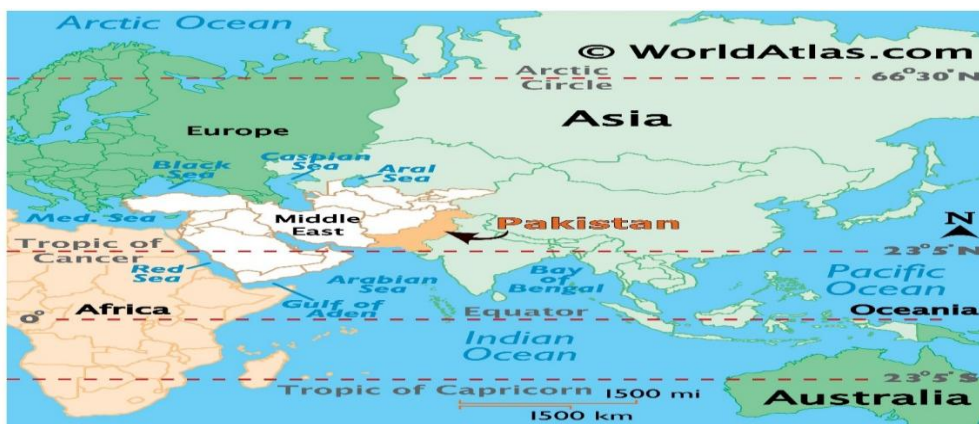 Arctic Ocean
© WorldAtlas.com
Arctic
Circle
66°30' N
Europe
Asia
Black
Sea
Caspian
Sea
Aral
Sea
Med. Sea
Middle
East
Pakistan
N
Tropic of
Cancer
23°5' N
Red
Sea
Arabian
Sea
Bay
of
Bengal
Pacific
Ocean
Africa
Gulf of
Aden
Equator
Oceania
0°
Indian
Ocean
Tropic of Capricorn
23°5' S
1500 mi
1500 km
Australia